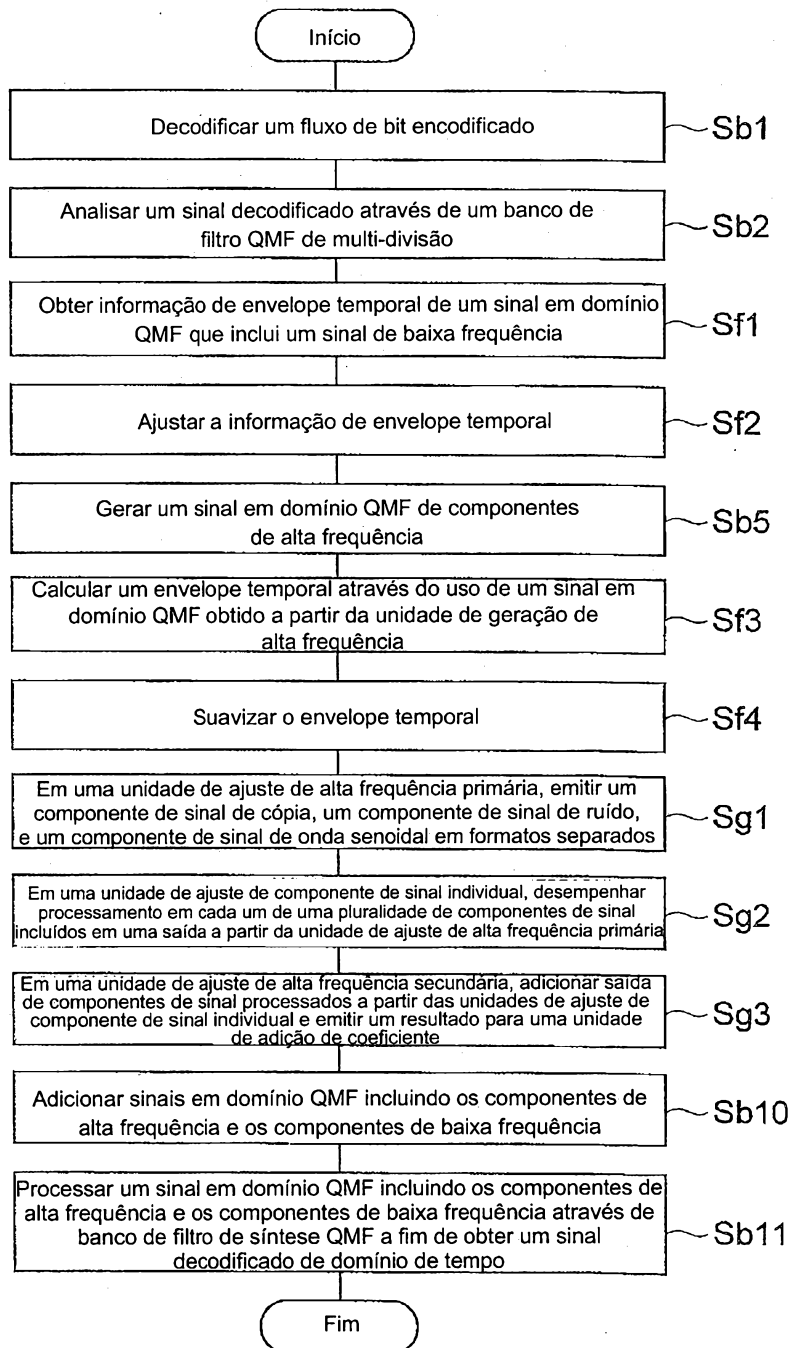 Início
Decodificar um fluxo de bit encodificado
Sb1
Analisar um sinal decodificado através de um banco de
filtro QMF de multi-divisão
Sb2
Obter informação de envelope temporal de um sinal em domínio
QMF que inclui um sinal de baixa frequência
Sf1
Ajustar a informação de envelope temporal
Sf2
Gerar um sinal em domínio QMF de componentes
de alta frequência
Sb5
Calcular um envelope temporal através do uso de um sinal em
domínio QMF obtido a partir da unidade de geração de
alta frequência
Sf3
Suavizar o envelope temporal
Sf4
Em uma unidade de ajuste de alta frequência primária, emitir um
componente de sinal de cópia, um componente de sinal de ruído,
e um componente de sinal de onda senoidal em formatos separados
Sg1
Em uma unidade de ajuste de componente de sinal individual, desempenhar
processamento em cada um de uma pluralidade de componentes de sinal
incluídos em uma saída a partir da unidade de ajuste de alta frequência primária
Sg2
Em uma unidade de ajuste de alta frequência secundária, adicionar saída
de componentes de sinal processados a partir das unidades de ajuste de
componente de sinal individual e emitir um resultado para uma unidade
de adição de coeficiente
Sg3
Adicionar sinais em domínio QMF incluindo os componentes de
alta frequência e os componentes de baixa frequência
Sb10
Processar um sinal em domínio QMF incluindo os componentes de
alta frequência e os componentes de baixa frequência através de
banco de filtro de síntese QMF a fim de obter um sinal
decodificado de domínio de tempo
Sb11
Fim